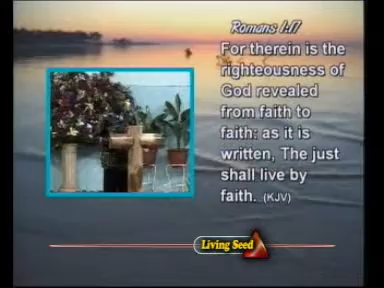 Romans 1:17
For therein is the
righteousness of
God revealed
from faith to
faith: as it is
written, The just
shall live by
faith. (KJV)
Living Seed